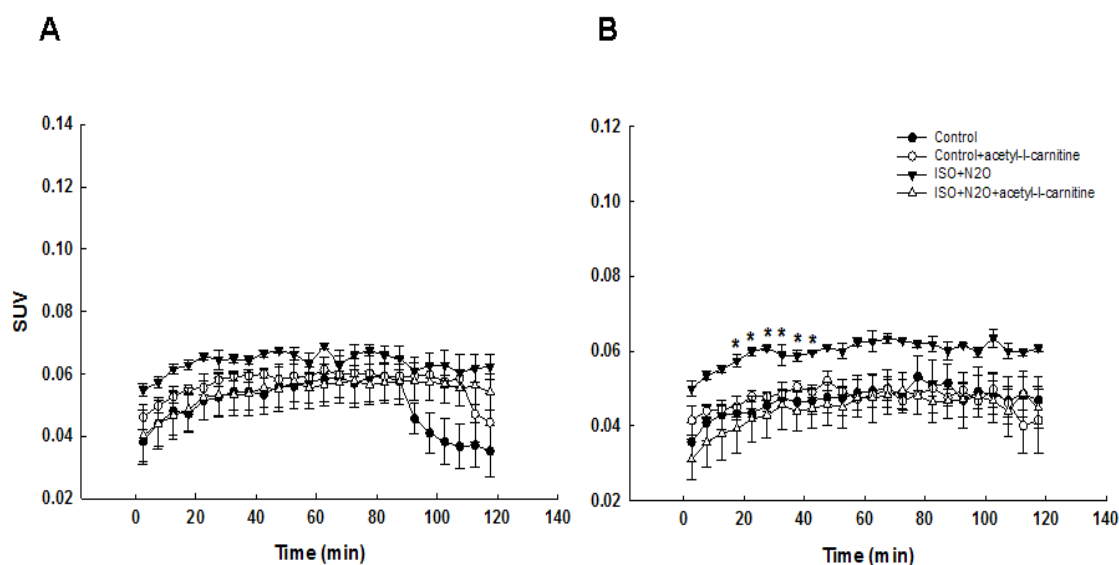 A
B
0.14
0.12
0.10
0.08
0.06
0.04
0.02
SUV
0 20 40 60 80 100 120 140
Time (min)
0.12
0.10
0.08
0.06
0.04
0.02
Control
Control+acetyl-l-carnitine
ISO+N2O
ISO+N2O+acetyl-l-carnitine
* * * * * *
0 20 40 60 80 100 120 140
Time (min)